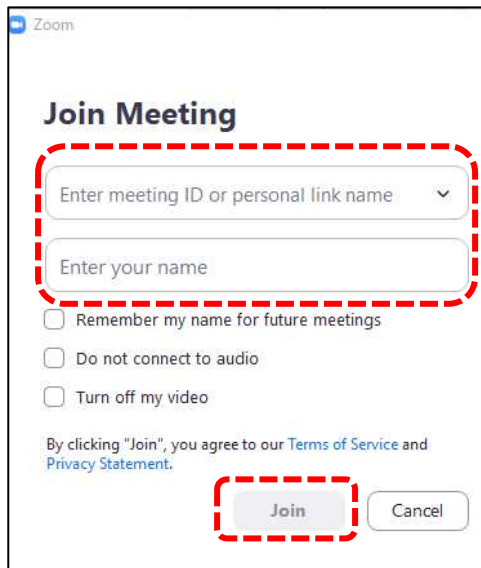 Zoom
Join Meeting
Enter meeting ID or personal link name
Enter your name
Remember my name for future meetings
Do not connect to audio
Turn off my video
By clicking "Join", you agree to our Terms of Service and
Privacy Statement.
Join Cancel